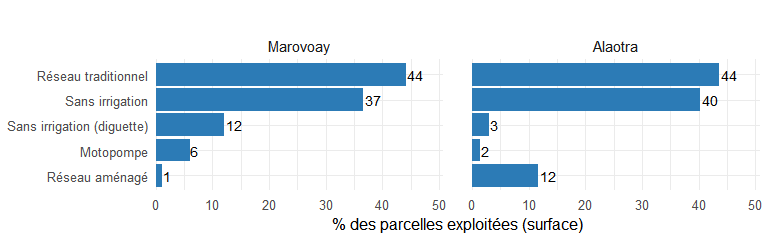 Marovoay Alaotra
Réseau traditionnel 44 44
Sans irrigation 37 40
Sans irrigation (diguette) 12 3
Motopompe 6 2
Réseau aménagé 1 12
0 10 20 30 40 50 0 10 20 30 40 50
% des parcelles exploitées (surface)